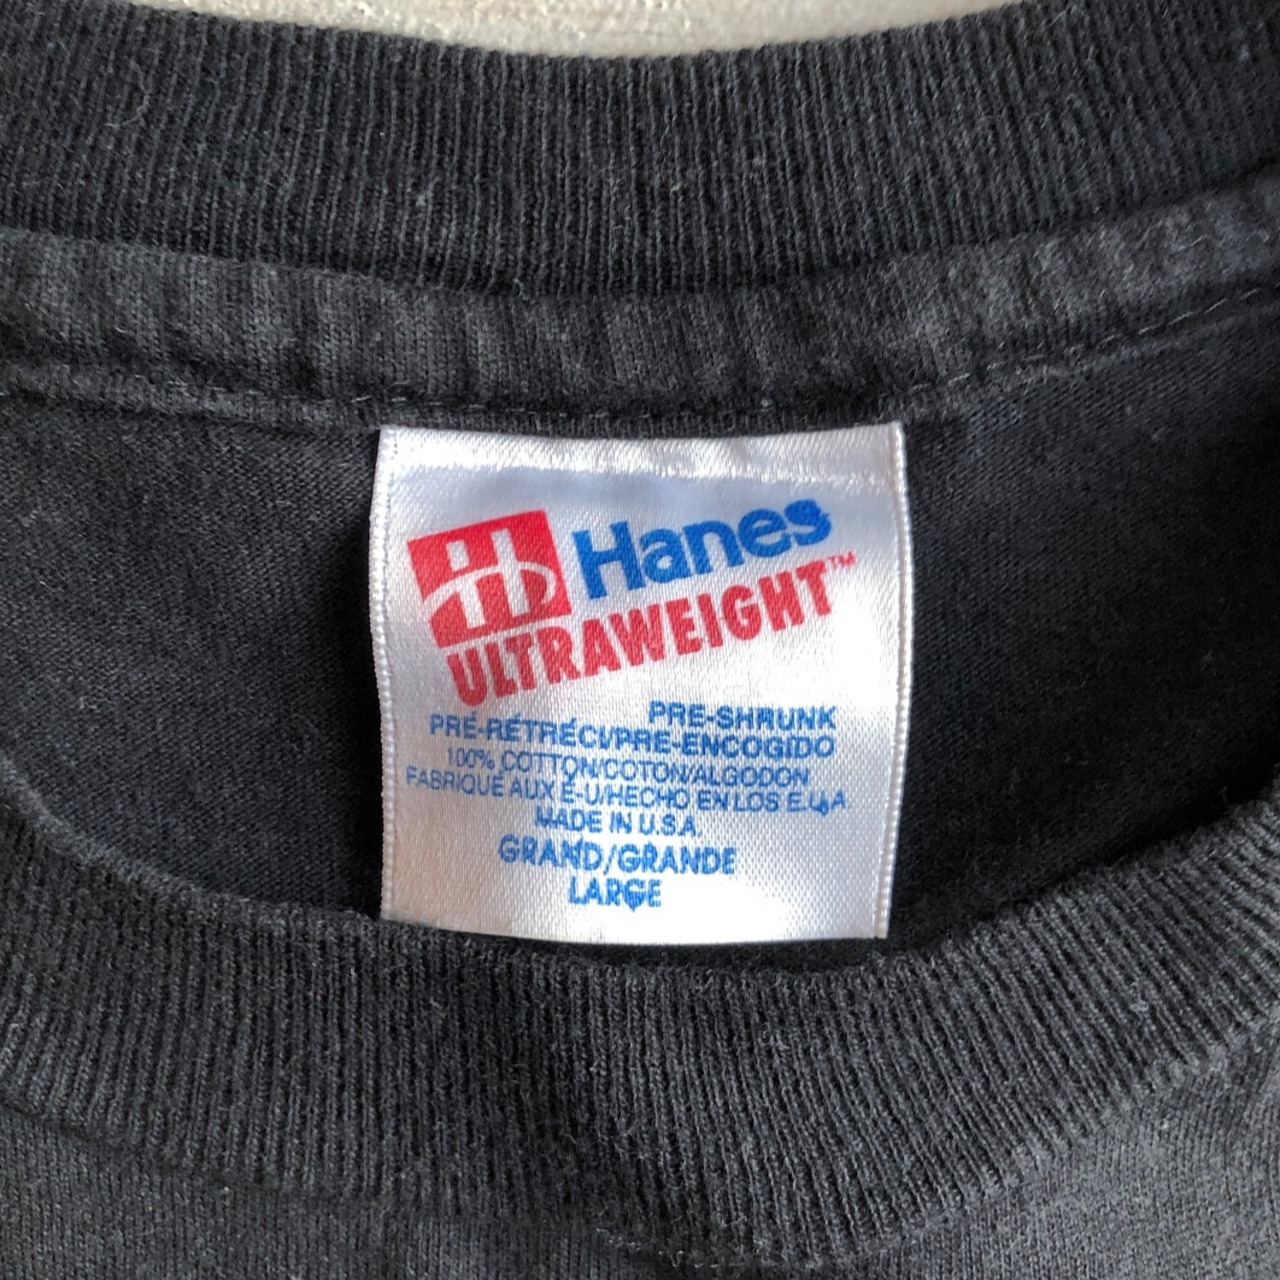 Hanes
ULTRAWEIGHT™
PRE-SHRUNK
PRÉ-RÉTRÉCI/PRE-ENCOGIDO
100% COTTON/COTON/ALGODON
FABRIQUÉ AUX É-U/HECHO EN LOS E.U.A
MADE IN U.S.A.
GRAND/GRANDE
LARGE